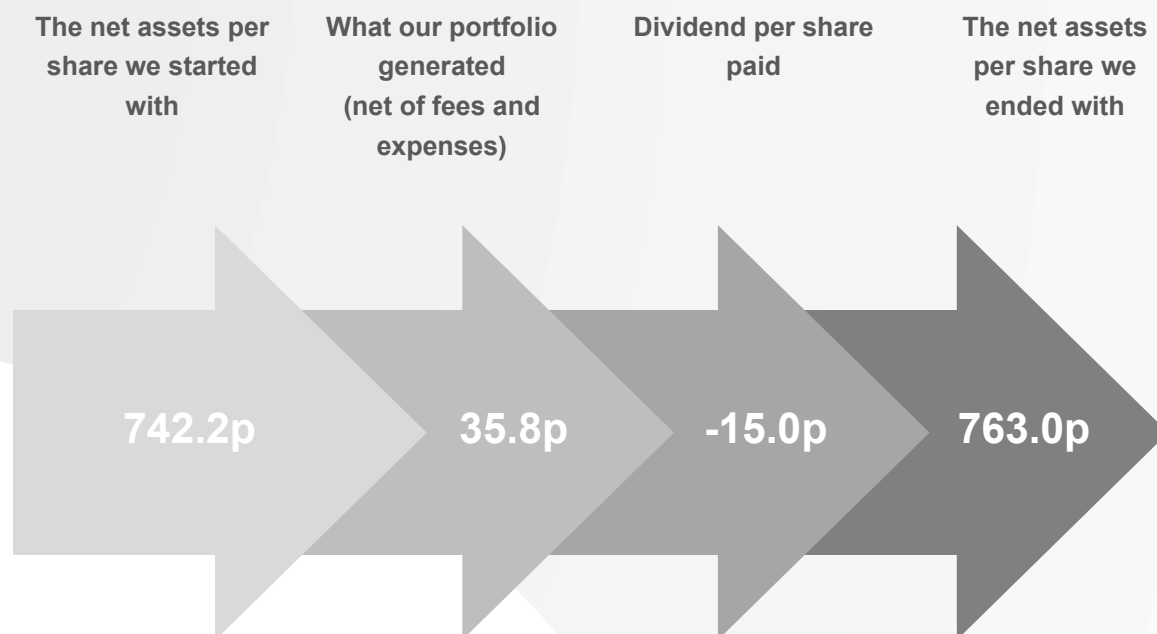 The net assets per
share we started
with
What our portfolio
generated
(net of fees and
expenses)
Dividend per share
paid
The net assets
per share we
ended with
742.2p
35.8p
-15.0p
763.0p